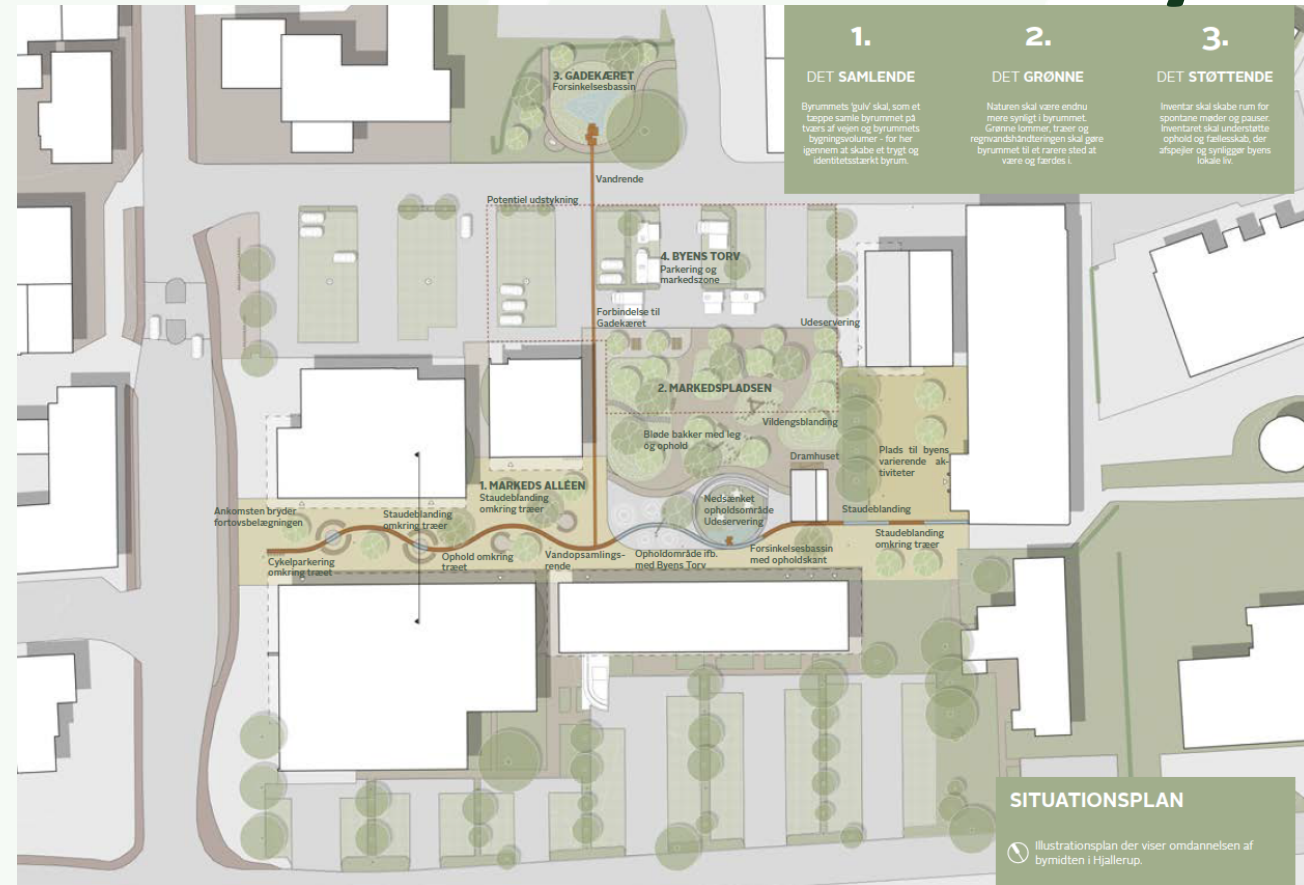 1.
DET SAMLENDE
Byrummets 'gulv' skal, som et
tæppe samle byrummet på
tværs af vejen og byrummets
bygningsvolumer - for her
igennem at skabe et trygt og
identitetsstærkt byrum.
2.
DET GRØNNE
Naturen skal være endnu
mere synligt i byrummet.
Grønne lommer, træer og
regnvandshåndteringen skal gøre
byrummet til et rarere sted at
være og færdes i.
3.
DET STØTTENDE
Inventar skal skabe rum for
spontane møder og pauser.
Inventaret skal understøtte
ophold og fællesskab, der
afspejler og synliggør byens
lokale liv.
3. GADEKÆRET
Forsinkelsesbassin
Vandrende
Potentiel udstykning
4. BYENS TORV
Parkering og
markedszone
Forbindelse til
Gadekæret
Udeservering
2. MARKEDSPLADSEN
Vildengsblanding
Bløde bakker med leg
og ophold
Dramhuset
Plads til byens
varierende ak-
tiviteter
1. MARKEDS ALLÉEN
Staudeblanding
omkring træer
Nedsænket
opholdsområde
Udeservering
Ankomsten bryder
fortovsbelægningen
Staudeblanding
omkring træer
Staudeblanding
Staudeblanding
omkring træer
Cykelparkering
omkring træet
Ophold omkring
træet
Vandopsamlings-
rende
Opholdområde ifb.
med Byens Torv
Forsinkelsesbassin
med opholdskant
SITUATIONSPLAN
Illustrationsplan der viser omdannelsen af
bymidten i Hjallerup.